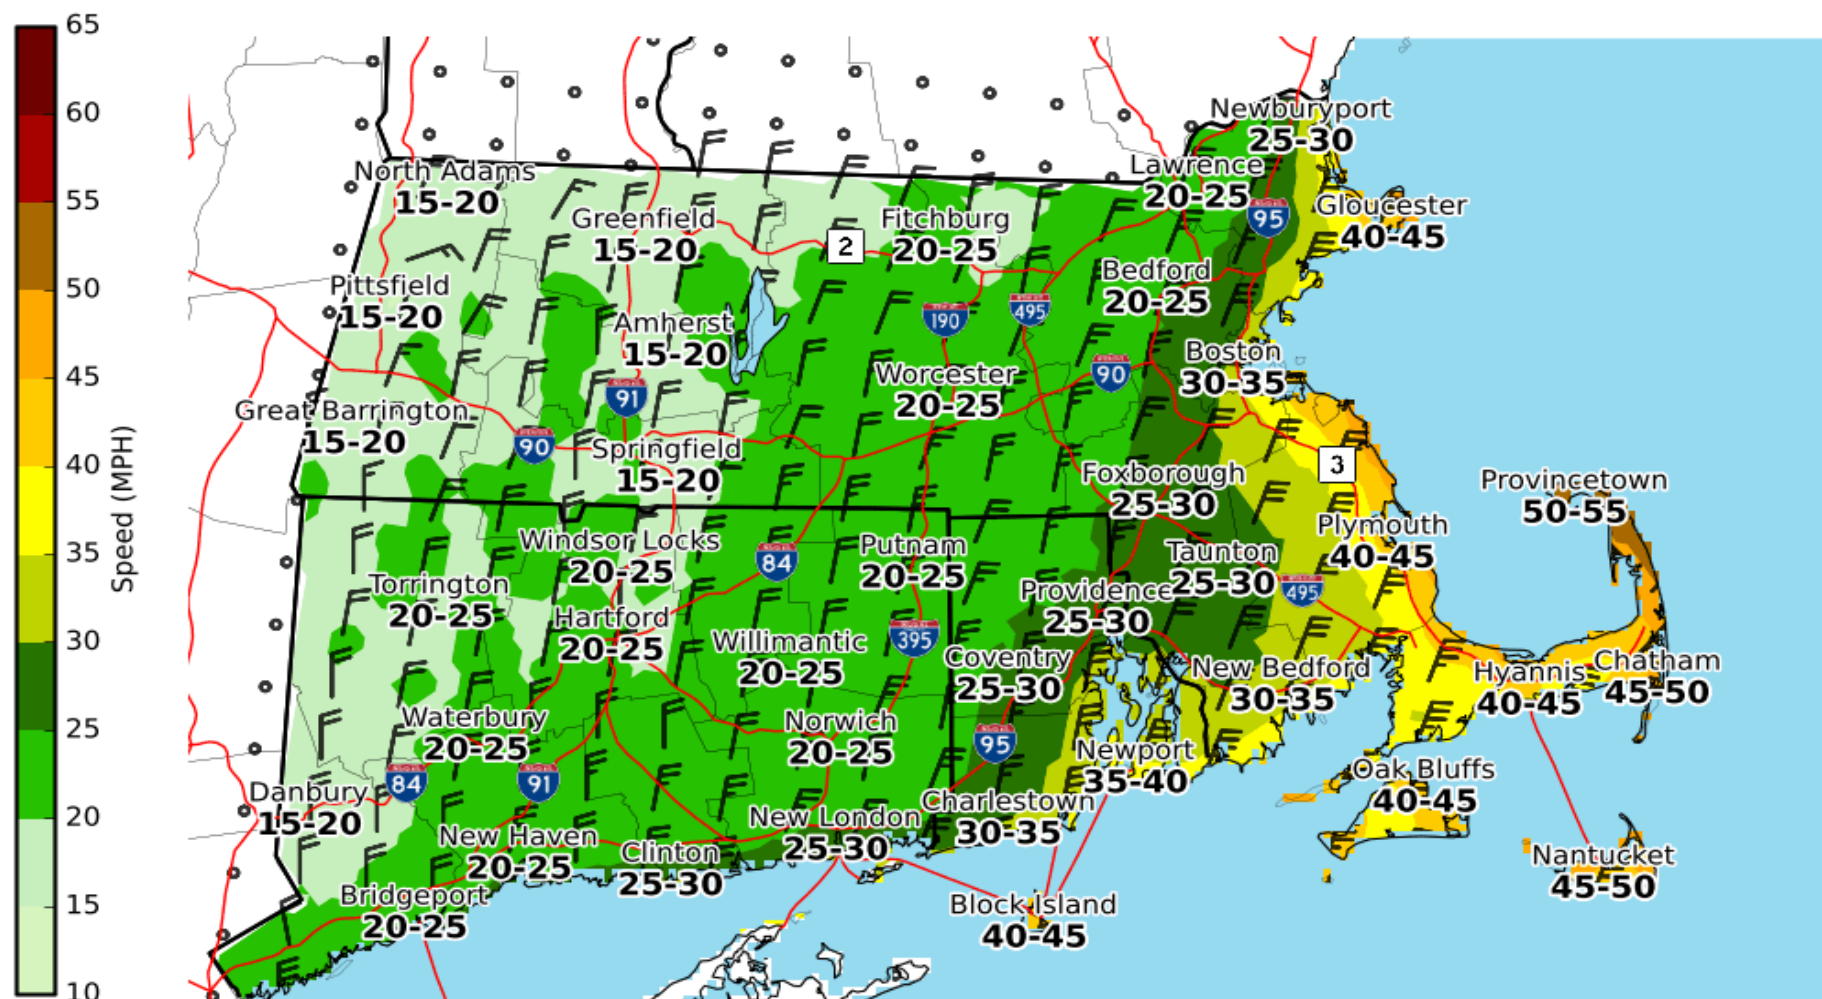 65
60
55
50
45
40
35
30
25
20
15
10
Speed (MPH)
Newburyport
25-30
North Adams
15-20
Lawrence
20-25
95
Gloucester
40-45
Greenfield
15-20
2
Fitchburg
20-25
Bedford
20-25
Pittsfield
15-20
190
495
Amherst
15-20
Boston
30-35
Worcester
20-25
90
91
Great Barrington
15-20
90
Springfield
15-20
3
Foxborough
25-30
Provincetown
50-55
Windsor Locks
20-25
84
Putnam
20-25
Plymouth
40-45
Taunton
25-30
495
Torrington
20-25
Providence
25-30
Hartford
20-25
395
Willimantic
20-25
Coventry
25-30
New Bedford
30-35
Hyannis
40-45
Chatham
45-50
Waterbury
20-25
Norwich
20-25
95
Newport
35-40
84
91
Danbury
15-20
Oak Bluffs
40-45
Charlestown
30-35
New London
25-30
New Haven
20-25
Clinton
25-30
Nantucket
45-50
Bridgeport
20-25
Block Island
40-45